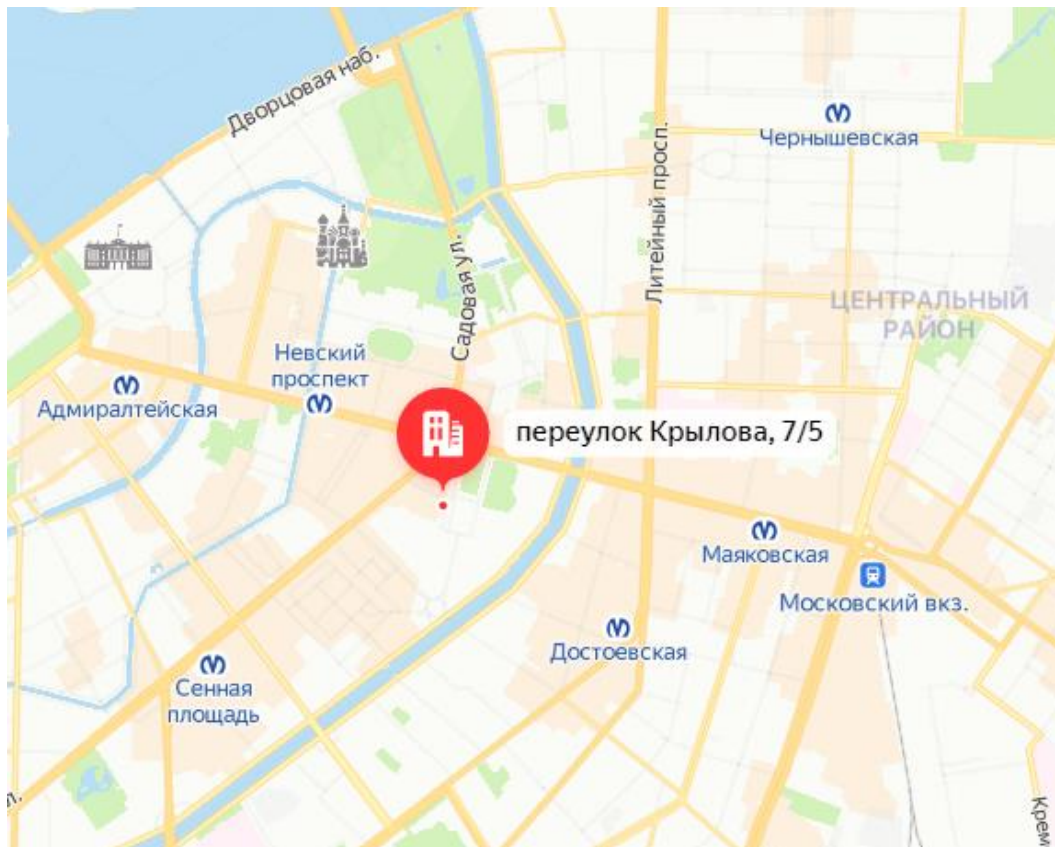 Дворцовая наб.
Чернышевская
Литейный просп.
Садовая ул.
ЦЕНТРАЛЬНЫЙ
РАЙОН
Невский
проспект
Адмиралтейская
переулок Крылова, 7/5
Маяковская
Московский вкз.
Достоевская
Сенная
площадь